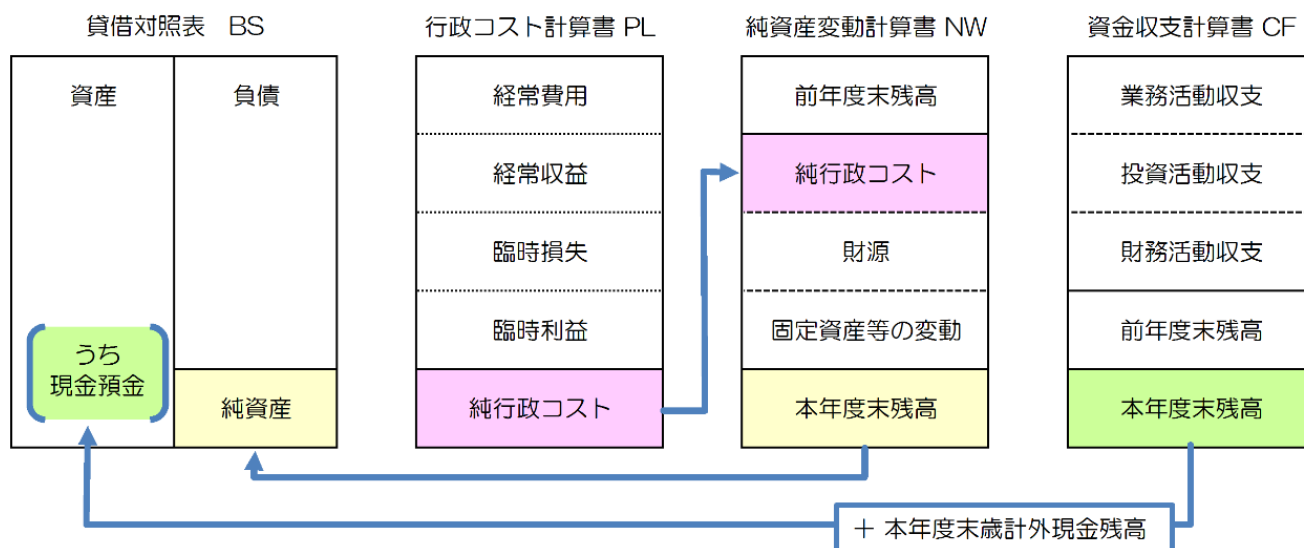 貸借対照表　BS
資産
負債
うち
現金預金
純資産
行政コスト計算書 PL
経常費用
経常収益
臨時損失
臨時利益
純行政コスト
純資産変動計算書 NW
前年度末残高
純行政コスト
財源
固定資産等の変動
本年度末残高
資金収支計算書 CF
業務活動収支
投資活動収支
財務活動収支
前年度末残高
本年度末残高
＋ 本年度末歳計外現金残高